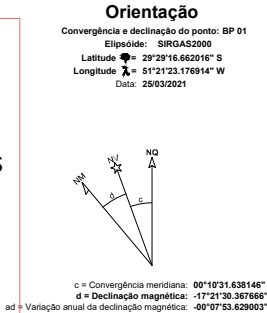 Orientação
Convergência e declinação do ponto: BP 01
Elipsóide: SIRGAS2000
Latitude = 29°29'16.662016" S
Longitude = 51°21'23.176914" W
Data: 25/03/2021
S
NM
NV
NQ
d
c
c = Convergência meridiana: 00°10'31.638146"
d = Declinação magnética: -17°21'30.367666"
ad = Variação anual da declinação magnética: -00°07'53.629003"